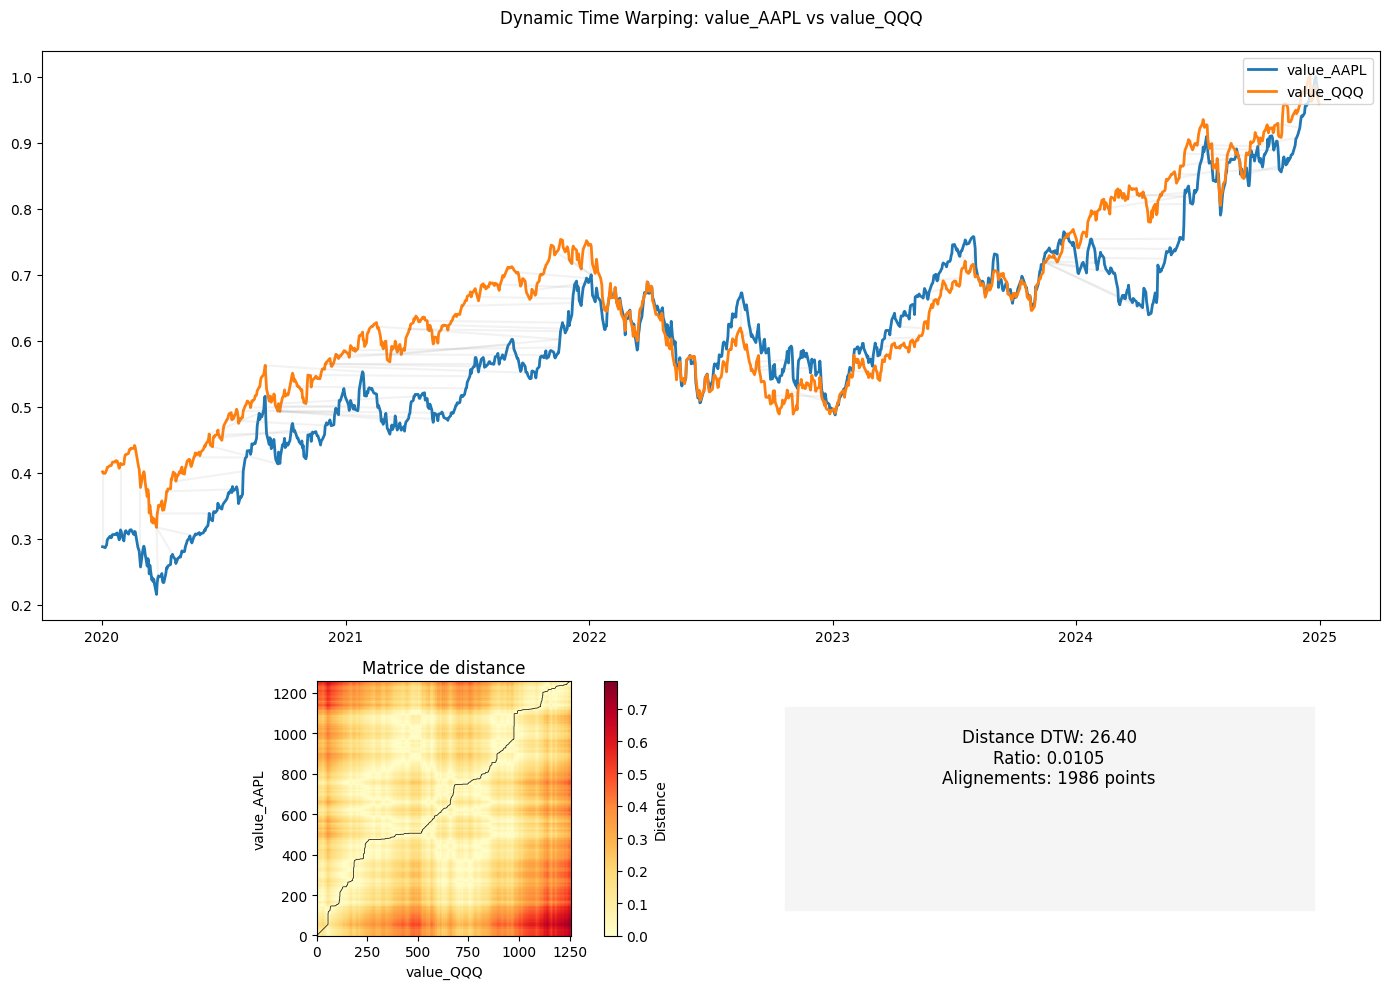 Dynamic Time Warping: value_AAPL vs value_QQQ
value_AAPL
value_QQQ
1.0
0.9
0.8
0.7
0.6
0.5
0.4
0.3
0.2
2020 2021 2022 2023 2024 2025
Matrice de distance
value_AAPL
1200
1000
800
600
400
200
0
0 250 500 750 1000 1250
value_QQQ
0.7
0.6
0.5
0.4
0.3
0.2
0.1
0.0
Distance
Distance DTW: 26.40
Ratio: 0.0105
Alignements: 1986 points